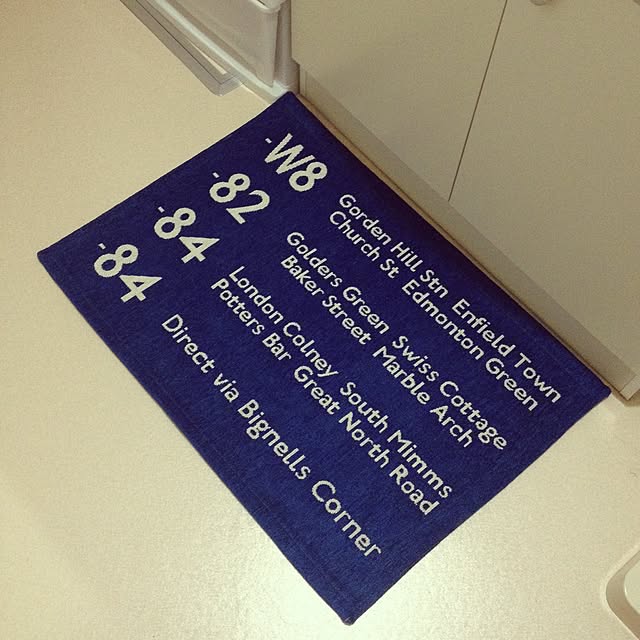 -W8 Gorden Hill Stn Enfield Town
Church St Edmonton Green
-82 Golders Green Swiss Cottage
Baker Street Marble Arch
-84 London Colney South Mimms
Potters Bar Great North Road
-84 Direct via Bignells Corner